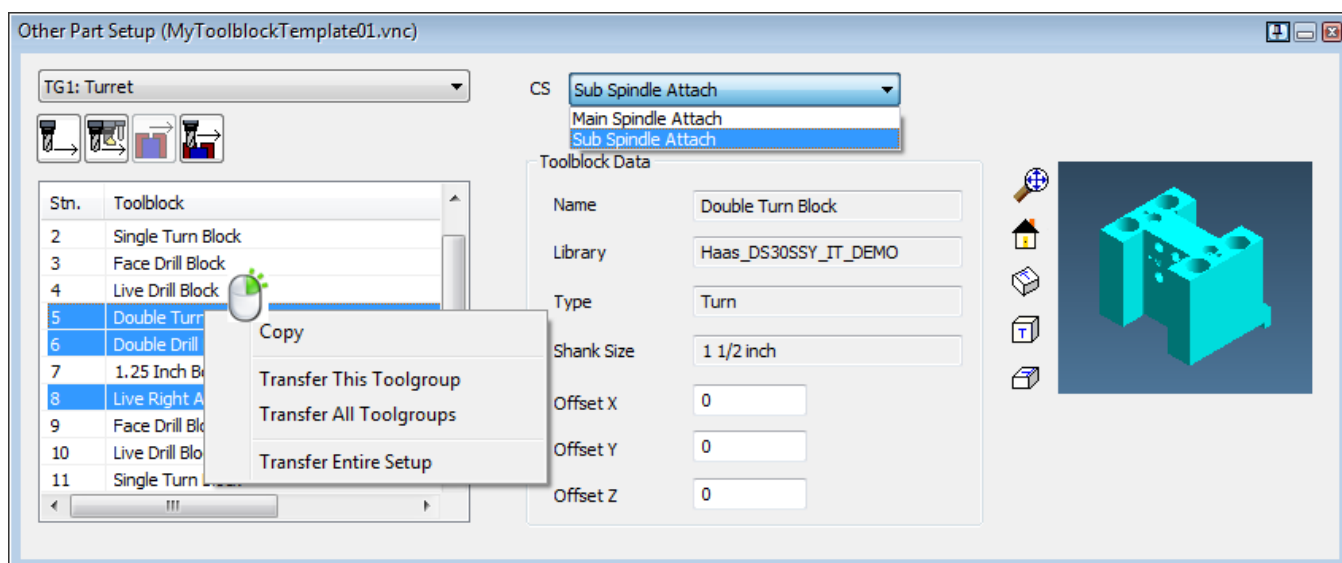 Other Part Setup (MyToolblockTemplate01.vnc)
TG1: Turret
CS
Sub Spindle Attach
Main Spindle Attach
Sub Spindle Attach
Stn. Toolblock
2 Single Turn Block
3 Face Drill Block
4 Live Drill Block
5 Double Turn
6 Double Drill
7 1.25 Inch
8 Live Right
9 Face Drill
10 Live Drill
11 Single Turn
Copy
Transfer This Toolgroup
Transfer All Toolgroups
Transfer Entire Setup
Toolblock Data
Name Double Turn Block
Library Haas_DS30SSY_IT_DEMO
Type Turn
Shank Size 1 1/2 inch
Offset X 0
Offset Y 0
Offset Z 0
T